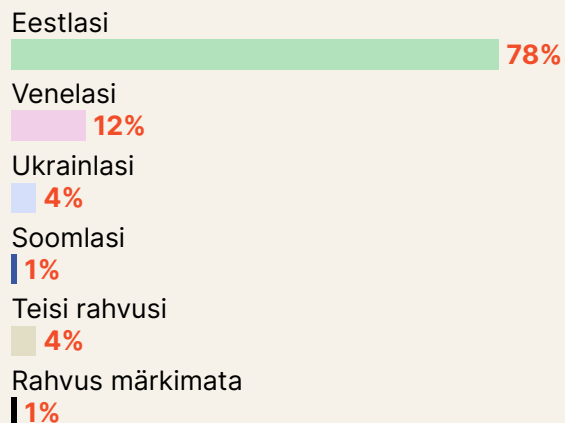 Eestlasi
78%
Venelasi
12%
Ukrainlasi
4%
Soomlasi
1%
Teisi rahvusi
4%
Rahvus märkimata
1%